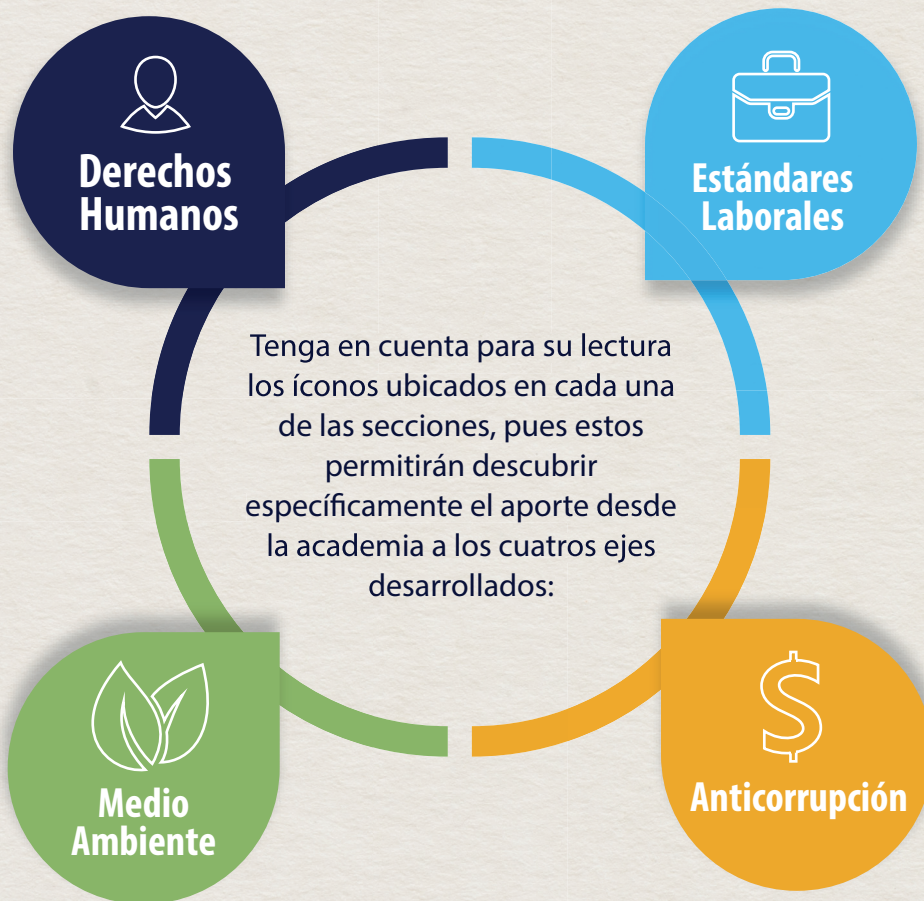 Derechos
Humanos
Estándares
Laborales
Tenga en cuenta para su lectura
los íconos ubicados en cada una
de las secciones, pues estos
permitirán descubrir
específicamente el aporte desde
la academia a los cuatros ejes
desarrollados:
Medio
Ambiente
Anticorrupción